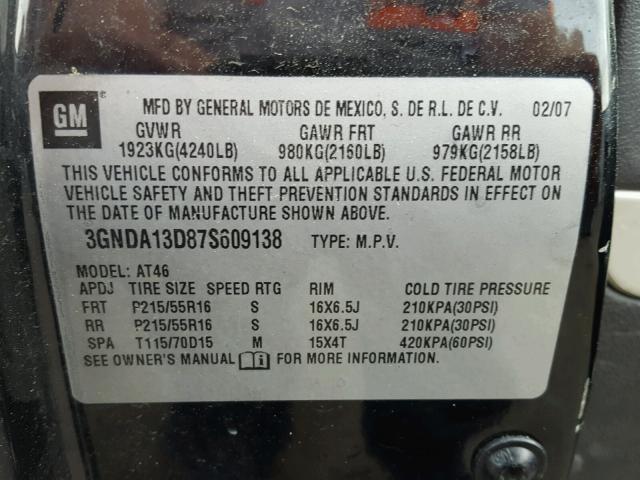 GM
MFD BY GENERAL MOTORS DE MEXICO, S. DE R.L. DE C.V. 02/07
GVWR GAWR FRT GAWR RR
1923KG(4240LB) 980KG(2160LB) 979KG(2158LB)
THIS VEHICLE CONFORMS TO ALL APPLICABLE U.S. FEDERAL MOTOR
VEHICLE SAFETY AND THEFT PREVENTION STANDARDS IN EFFECT ON
THE DATE OF MANUFACTURE SHOWN ABOVE.
3GNDA13D87S609138 TYPE: M.P.V.
MODEL: AT46
APDJ TIRE SIZE SPEED RTG RIM COLD TIRE PRESSURE
FRT P215/55R16 S 16X6.5J 210KPA(30PSI)
RR P215/55R16 S 16X6.5J 210KPA(30PSI)
SPA T115/70D15 M 15X4T 420KPA(60PSI)
SEE OWNER'S MANUAL FOR MORE INFORMATION.